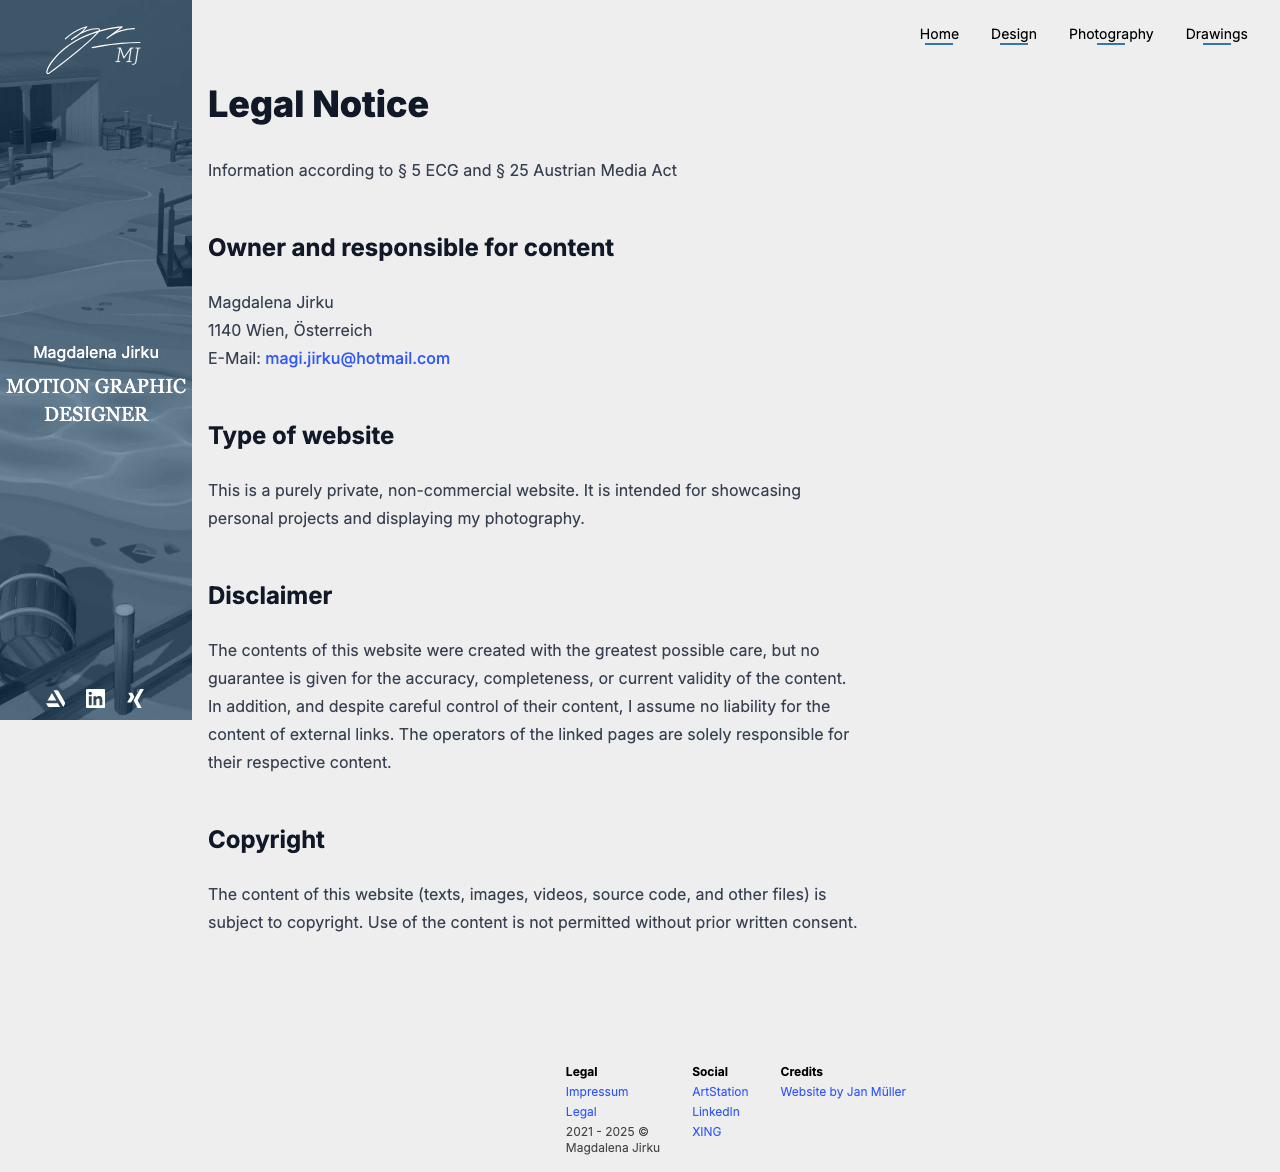 MJ
Magdalena Jirku
MOTION GRAPHIC
DESIGNER
Home Design Photography Drawings
Legal Notice
Information according to § 5 ECG and § 25 Austrian Media Act
Owner and responsible for content
Magdalena Jirku
1140 Wien, Österreich
E-Mail: magi.jirku@hotmail.com
Type of website
This is a purely private, non-commercial website. It is intended for showcasing
personal projects and displaying my photography.
Disclaimer
The contents of this website were created with the greatest possible care, but no
guarantee is given for the accuracy, completeness, or current validity of the content.
In addition, and despite careful control of their content, I assume no liability for the
content of external links. The operators of the linked pages are solely responsible for
their respective content.
Copyright
The content of this website (texts, images, videos, source code, and other files) is
subject to copyright. Use of the content is not permitted without prior written consent.
Legal
Impressum
Legal
2021 - 2025 ©
Magdalena Jirku
Social
ArtStation
LinkedIn
XING
Credits
Website by Jan Müller